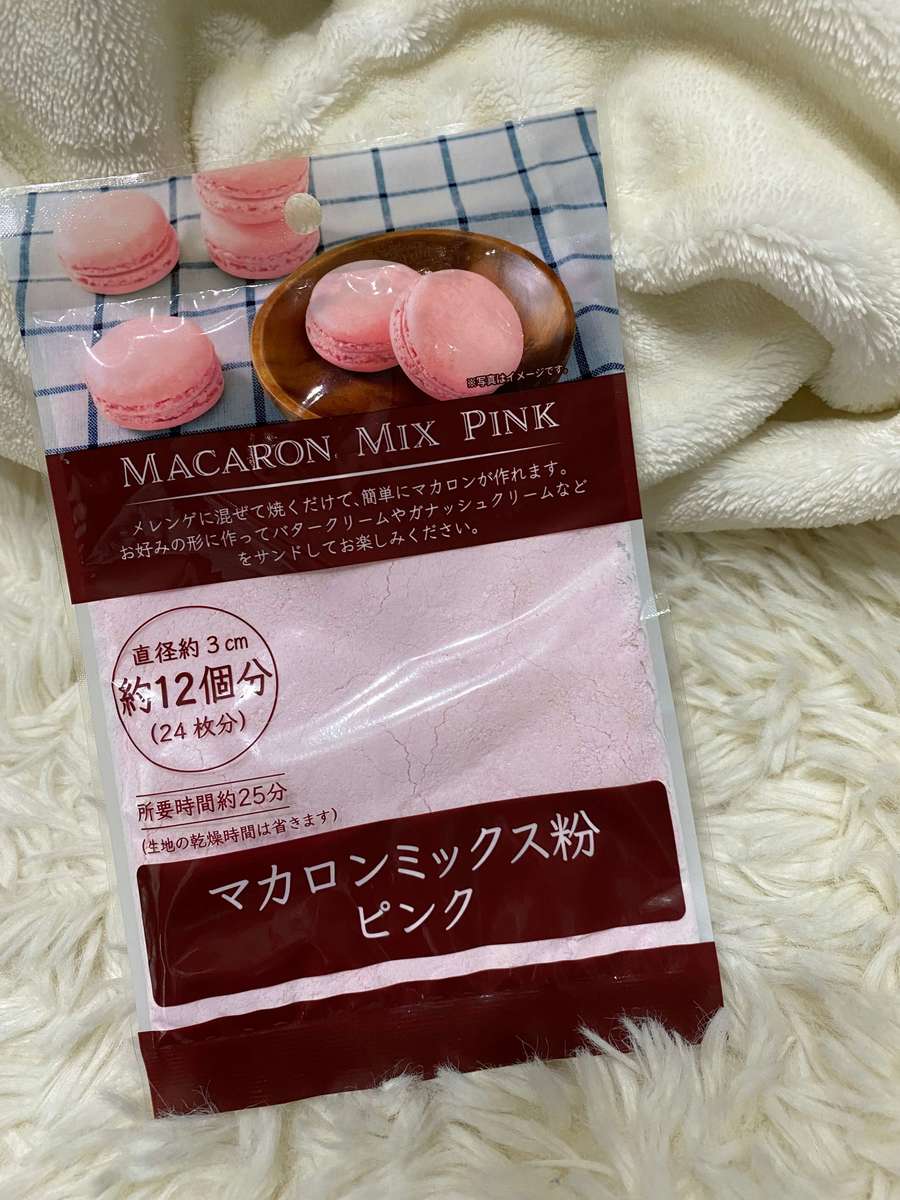 ※写真はイメージです。
MACARON MIX PINK
メレンゲに混ぜて焼くだけで、簡単にマカロンが作れます。
お好みの形に作ってバタークリームやガナッシュクリームなど
をサンドしてお楽しみください。
直径約3cm
約12個分
(24枚分)
所要時間約25分
(生地の乾燥時間は省きます)
マカロンミックス粉
ピンク